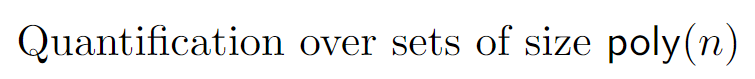 Quantification over sets of size poly(n)